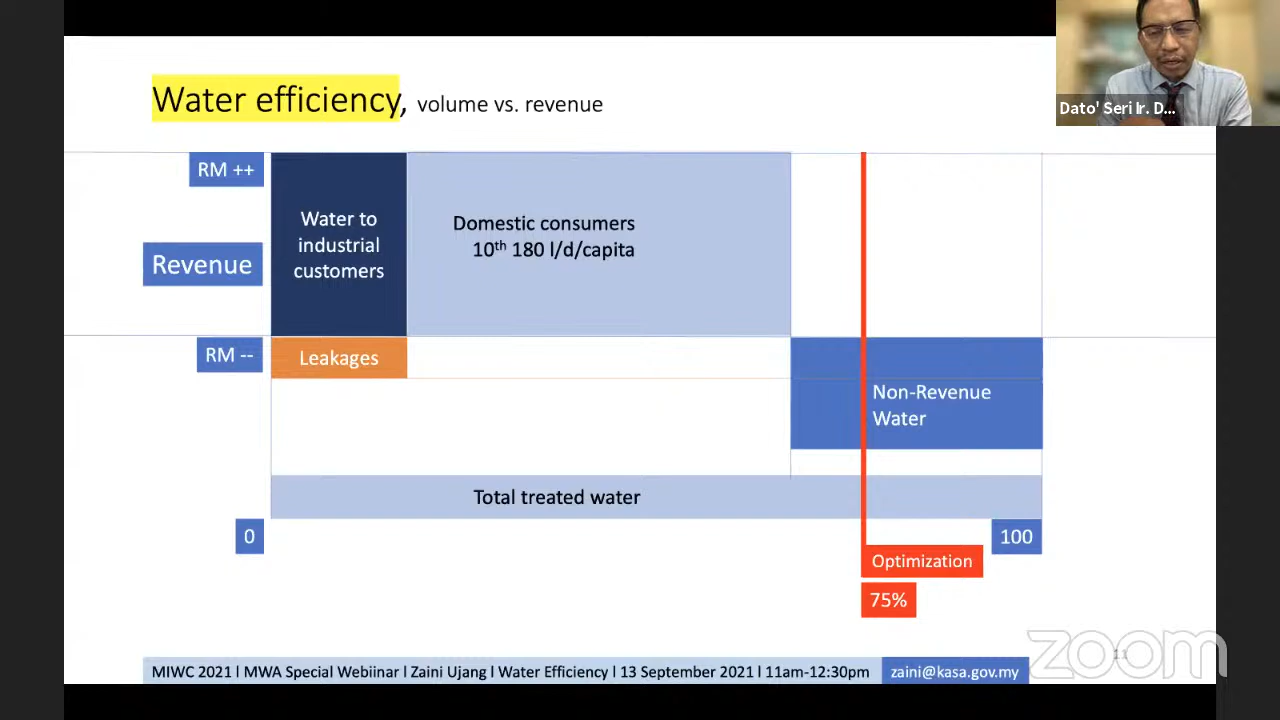 Dato' Seri Ir. D...
Water efficiency, volume vs. revenue
RM ++
Water to
industrial
customers
Domestic consumers
10th 180 l/d/capita
Revenue
RM --
Leakages
Non-Revenue
Water
Total treated water
0
100
Optimization
75%
zoom
11
MIWC 2021 l MWA Special Webiinar l Zaini Ujang l Water Efficiency l 13 September 2021 l 11am-12:30pm
zaini@kasa.gov.my